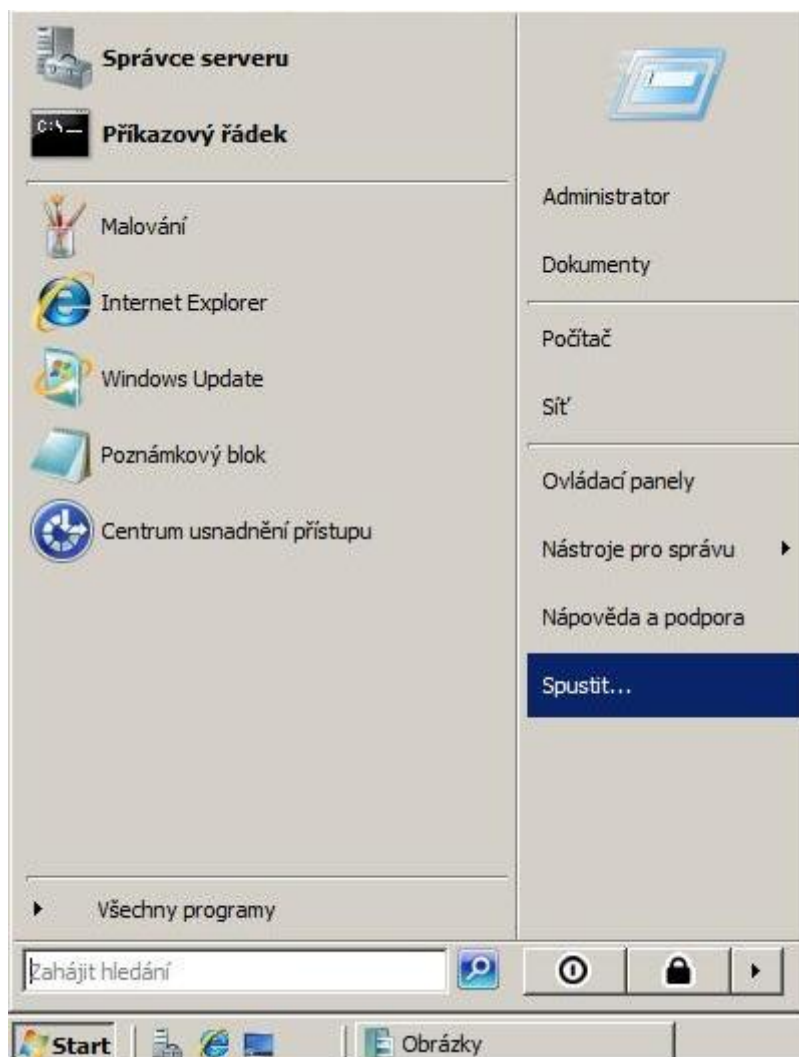 Správce serveru
C:\_
Příkazový řádek
Malování
Internet Explorer
Windows Update
Poznámkový blok
Centrum usnadnění přístupu
Všechny programy
Zahájit hledání
Administrator
Dokumenty
Počítač
Síť
Ovládací panely
Nástroje pro správu
Nápověda a podpora
Spustit...
Start
Obrázky